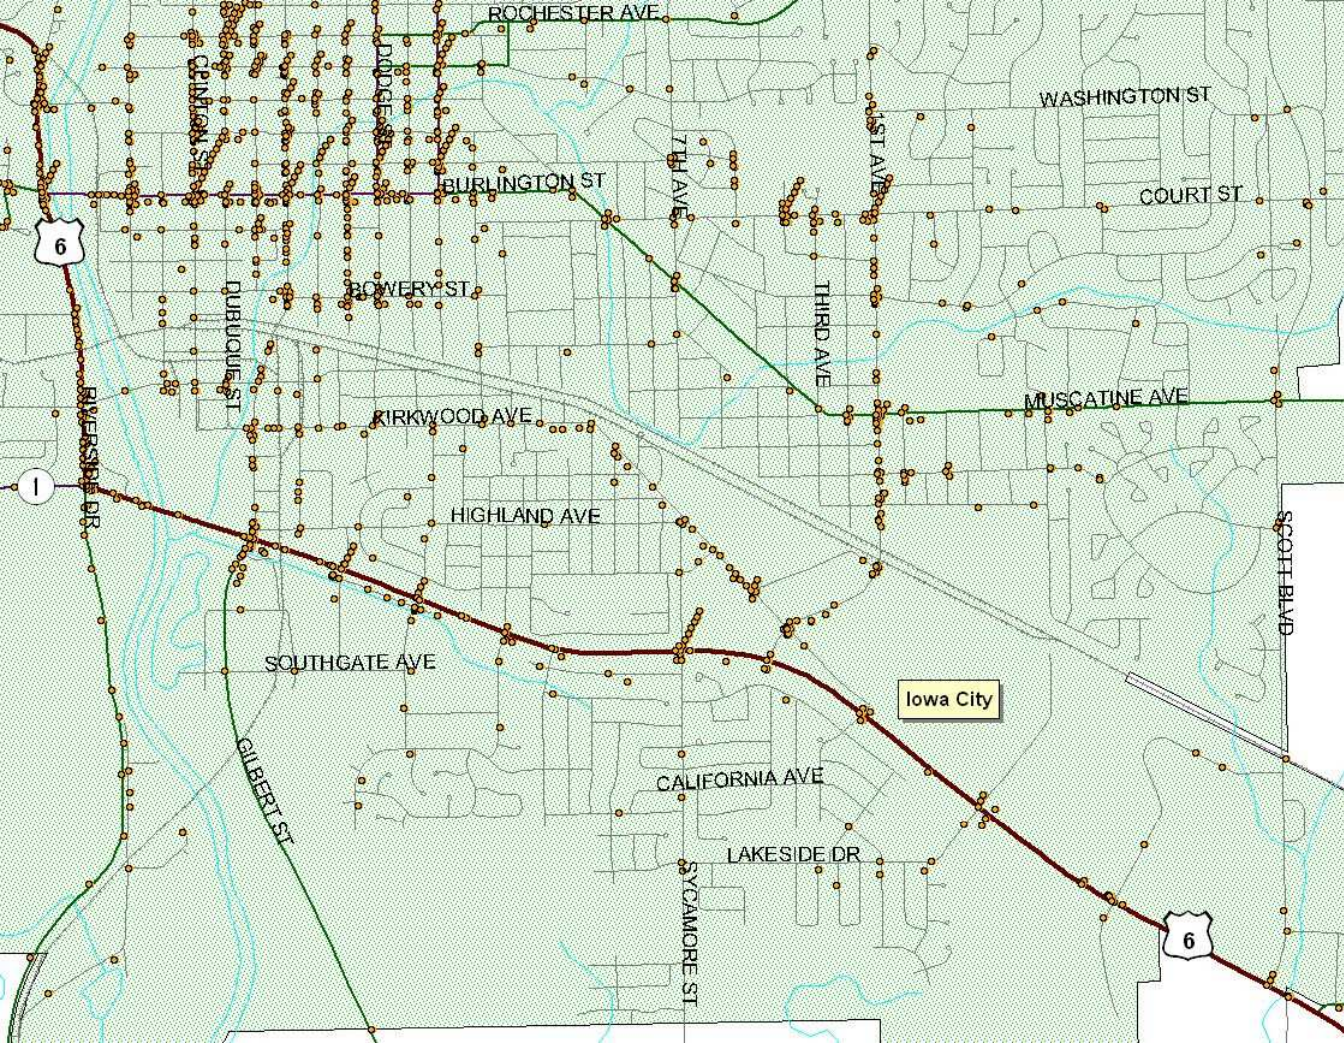 ROCHESTER AVE
WASHINGTON ST
CLINTON ST
DODGE ST
1ST AVE
7TH AVE
BURLINGTON ST
COURT ST
6
BOWERY ST
DUBUQUE ST
THIRD AVE
MUSCATINE AVE
KIRKWOOD AVE
RIVERSIDE DR
1
HIGHLAND AVE
SCOTT BLVD
SOUTHGATE AVE
Iowa City
GILBERT ST
CALIFORNIA AVE
LAKESIDE DR
SYCAMORE ST
6